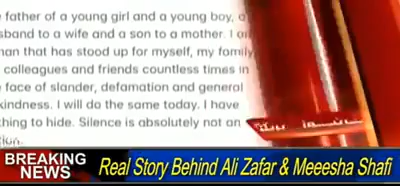 father of a young girl and a young boy, a
sband to a wife and a son to a mother. I
man that has stood up for myself, my family
colleagues and friends countless times in
face of slander, defamation and general
kindness. I will do the same today. I have
thing to hide. Silence is absolutely not an
BREAKING
NEWS
Real Story Behind Ali Zafar & Meeesha Shafi